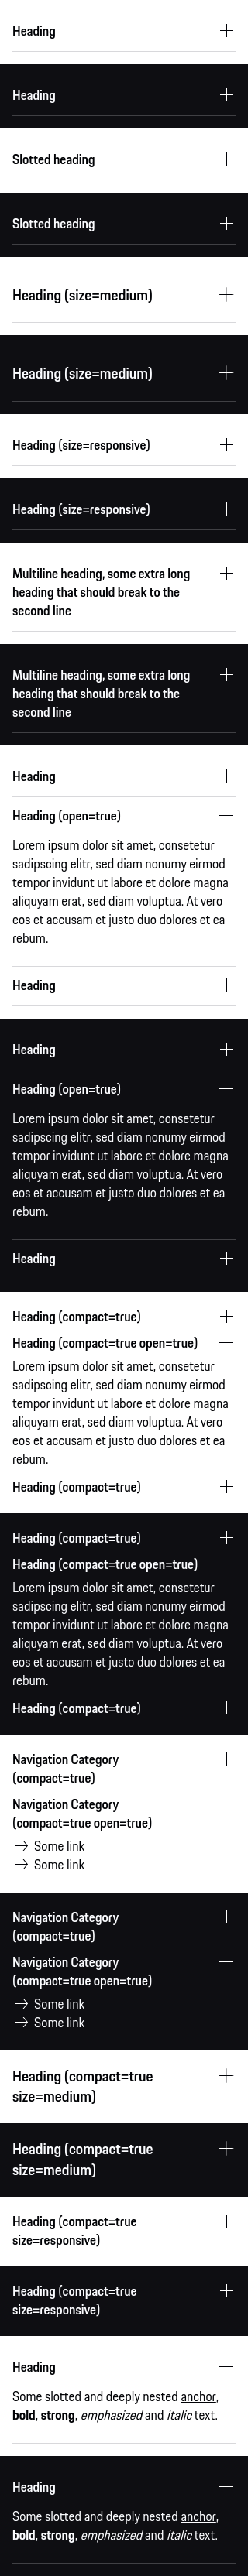 Heading
Heading
Slotted heading
Slotted heading
Heading (size=medium)
Heading (size=medium)
Heading (size=responsive)
Heading (size=responsive)
Multiline heading, some extra long
heading that should break to the
second line
Multiline heading, some extra long
heading that should break to the
second line
Heading
Heading (open=true)
Lorem ipsum dolor sit amet, consetetur
sadipscing elitr, sed diam nonumy eirmod
tempor invidunt ut labore et dolore magna
aliquyam erat, sed diam voluptua. At vero
eos et accusam et justo duo dolores et ea
rebum.
Heading
Heading
Heading (open=true)
Lorem ipsum dolor sit amet, consetetur
sadipscing elitr, sed diam nonumy eirmod
tempor invidunt ut labore et dolore magna
aliquyam erat, sed diam voluptua. At vero
eos et accusam et justo duo dolores et ea
rebum.
Heading
Heading (compact=true)
Heading (compact=true open=true)
Lorem ipsum dolor sit amet, consetetur
sadipscing elitr, sed diam nonumy eirmod
tempor invidunt ut labore et dolore magna
aliquyam erat, sed diam voluptua. At vero
eos et accusam et justo duo dolores et ea
rebum.
Heading (compact=true)
Heading (compact=true)
Heading (compact=true open=true)
Lorem ipsum dolor sit amet, consetetur
sadipscing elitr, sed diam nonumy eirmod
tempor invidunt ut labore et dolore magna
aliquyam erat, sed diam voluptua. At vero
eos et accusam et justo duo dolores et ea
rebum.
Heading (compact=true)
Navigation Category
(compact=true)
Navigation Category
(compact=true open=true)
Some link
Some link
Navigation Category
(compact=true)
Navigation Category
(compact=true open=true)
Some link
Some link
Heading (compact=true
size=medium)
Heading (compact=true
size=medium)
Heading (compact=true
size=responsive)
Heading (compact=true
size=responsive)
Heading
Some slotted and deeply nested anchor,
bold, strong, emphasized and italic text.
Heading
Some slotted and deeply nested anchor,
bold, strong, emphasized and italic text.